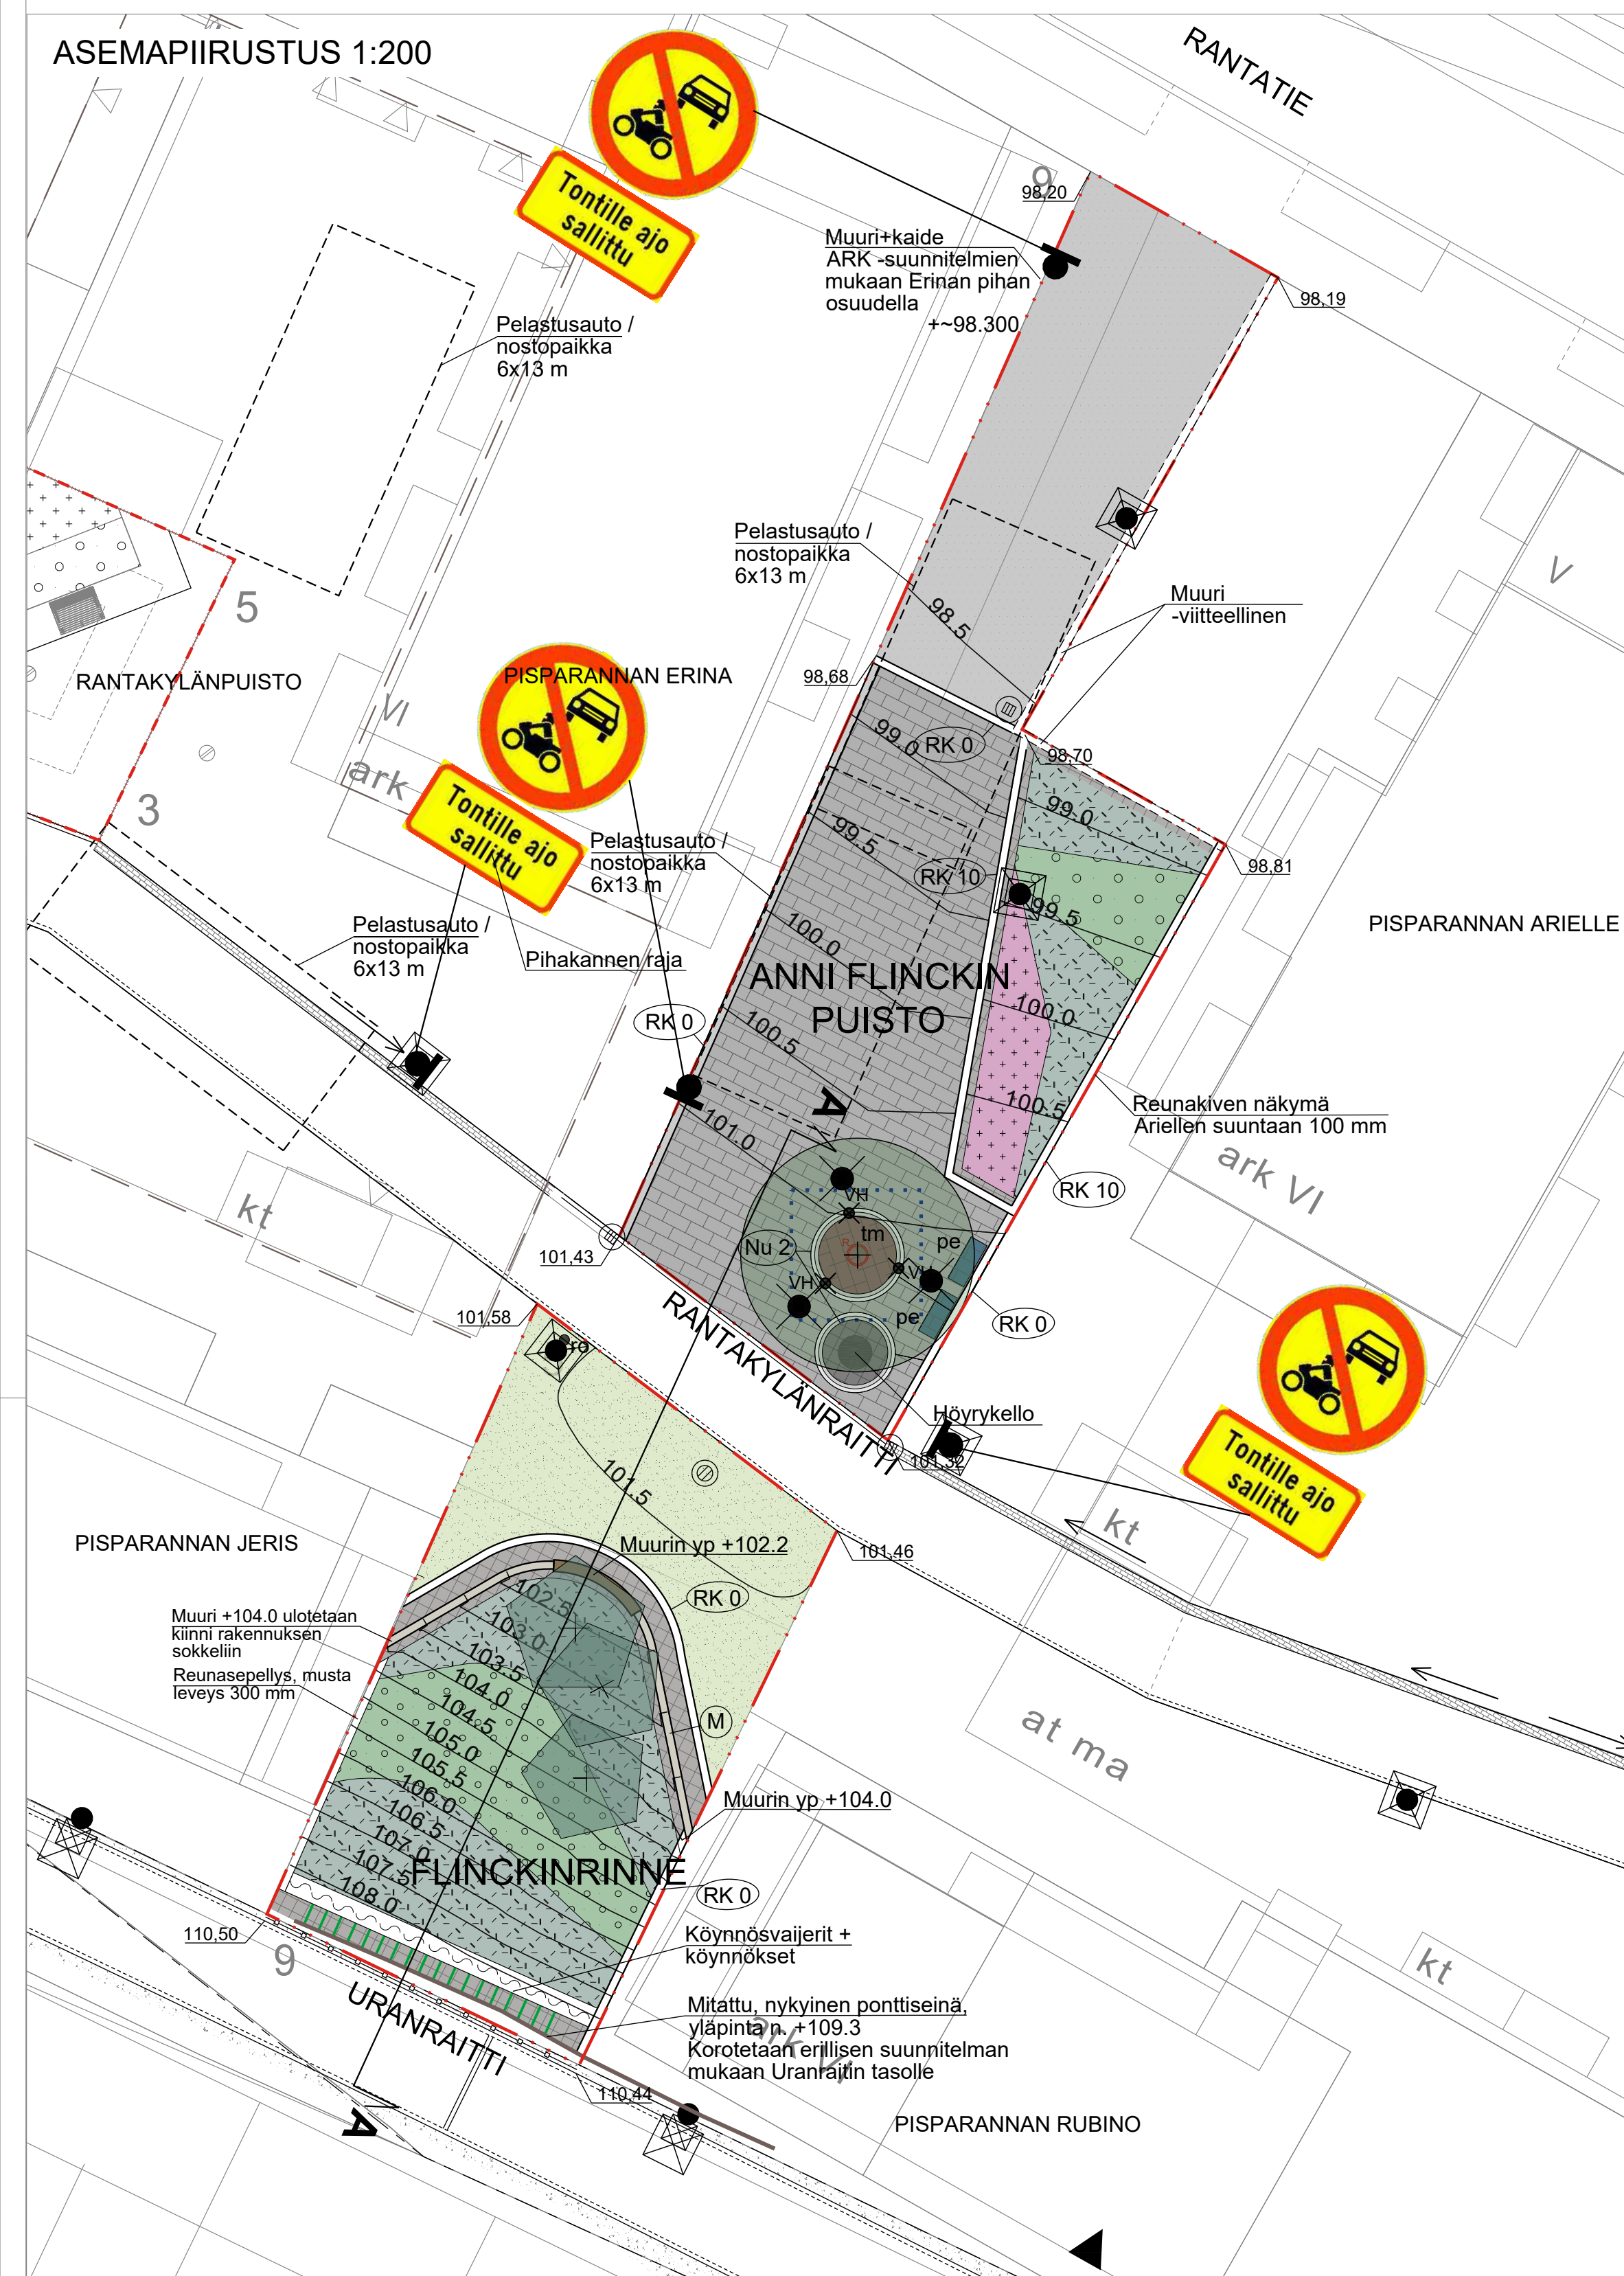 ASEMAPIIRUSTUS 1:200
RANTATIE
Tontille ajo
sallittu
9
98,20
Muuri+kaide
ARK -suunnitelmien
mukaan Erinan pihan
osuudella
+~98.300
98,19
Pelastusauto /
nostopaikka
6x13 m
Pelastusauto /
nostopaikka
6x13 m
98.5
Muuri
-viitteellinen
V
5
RANTAKYLÄNPUISTO
PISPARANNAN ERINA
98,68
VI
99.0
RK 0
98,70
ark
3
Tontille ajo
sallittu
99.0
99.5
Pelastusauto /
nostopaikka
6x13 m
RK 10
98,81
99.5
Pelastusauto /
nostopaikka
6x13 m
Pihakannen raja
100.0
PISPARANNAN ARIELLE
ANNI FLINCKIN
PUISTO
RK 0
100.5
100.0
A
100.5
Reunakiven näkymä
Ariellen suuntaan 100 mm
101.0
ark VI
RK 10
kt
VH
tm
pe
Nu 2
R
VH
VH
101,43
pe
RK 0
101,58
ro
RANTAKYLÄNRAITTI
Höyrykello
101,32
Tontille ajo
sallittu
101.5
kt
PISPARANNAN JERIS
Muurin yp +102.2
101,46
102.5
RK 0
Muuri +104.0 ulotetaan
kiinni rakennuksen
sokkeliin
103.0
103.5
Reunasepellys, musta
leveys 300 mm
104.0
104.5
M
105.0
at ma
105.5
106.0
Muurin yp +104.0
106.5
107.0
FLINCKINRINNE
107.5
108.0
RK 0
110,50
9
Köynnösvaijerit +
köynnökset
kt
URANRAITTI
Mitattu, nykyinen ponttiseinä,
yläpinta n. +109.3
Korotetaan erillisen suunnitelman
mukaan Uranraitin tasolle
ark VI
110,44
A
PISPARANNAN RUBINO